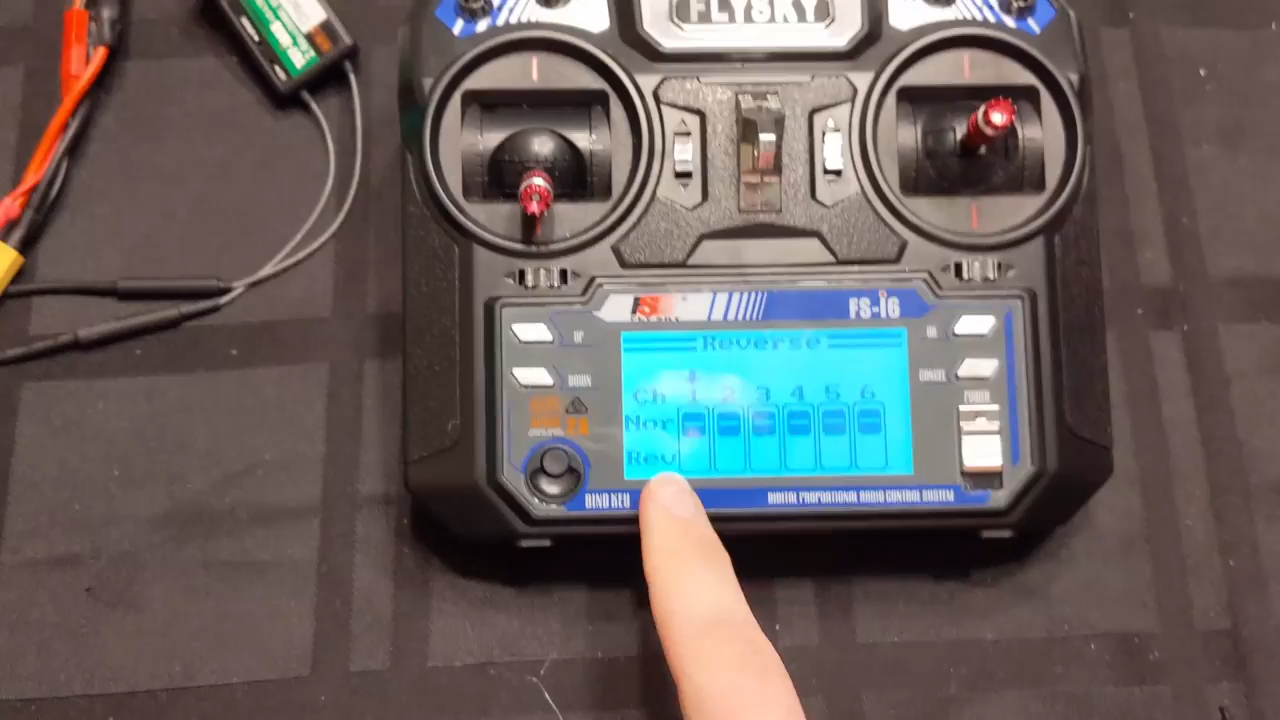 FLYSKY
FS-i6
UP
OK
DOWN
CANCEL
POWER
Reverse
Ch 1 2 3 4 5 6
Nor
Rev
BIND KEY
DIGITAL PROPORTIONAL RADIO CONTROL SYSTEM